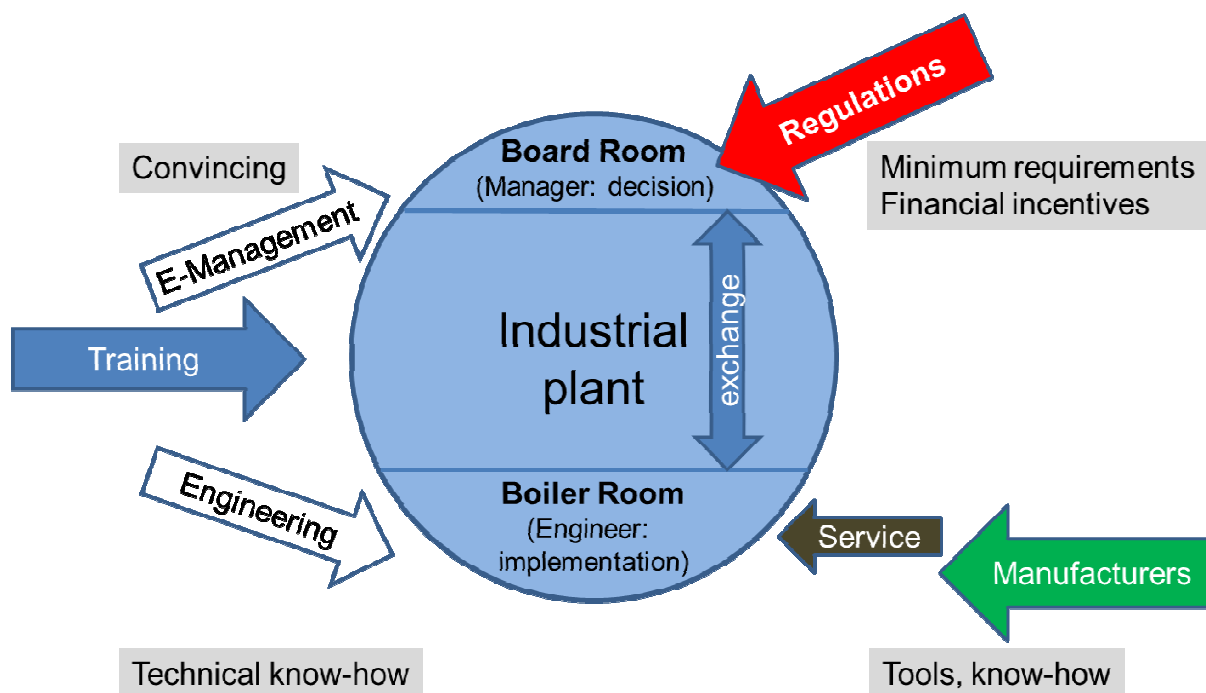 Regulations
Board Room
(Manager: decision)
Convincing
Minimum requirements
Financial incentives
E-Management
Training
Industrial
plant
exchange
Engineering
Boiler Room
(Engineer:
implementation)
Service
Manufacturers
Technical know-how
Tools, know-how